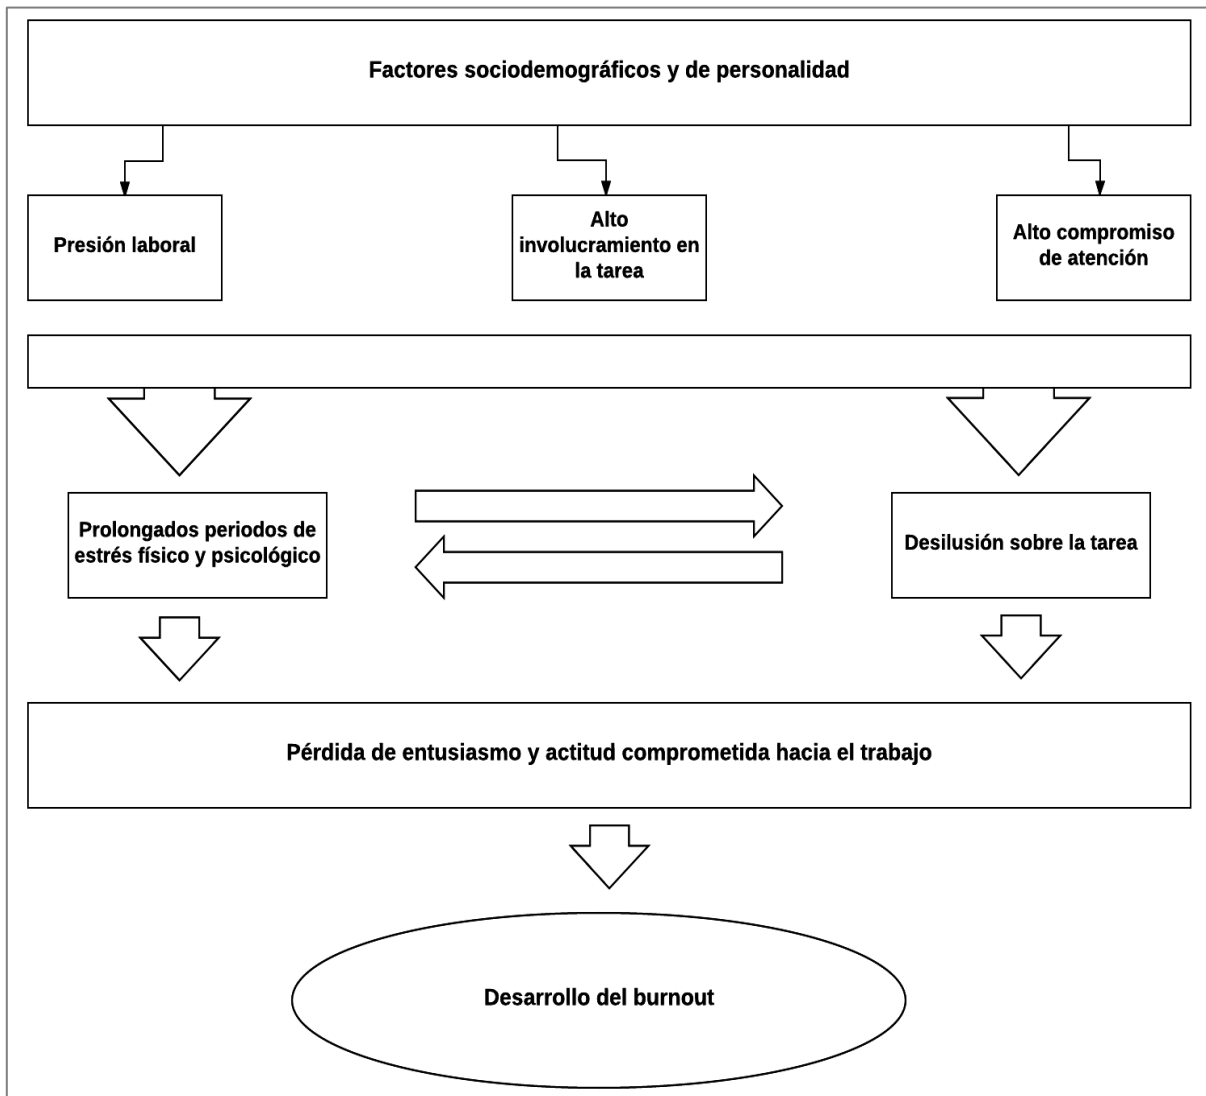 Factores sociodemográficos y de personalidad
Presión laboral
Alto
involucramiento en
la tarea
Alto compromiso
de atención
Prolongados periodos de
estrés físico y psicológico
Desilusión sobre la tarea
Pérdida de entusiasmo y actitud comprometida hacia el trabajo
Desarrollo del burnout